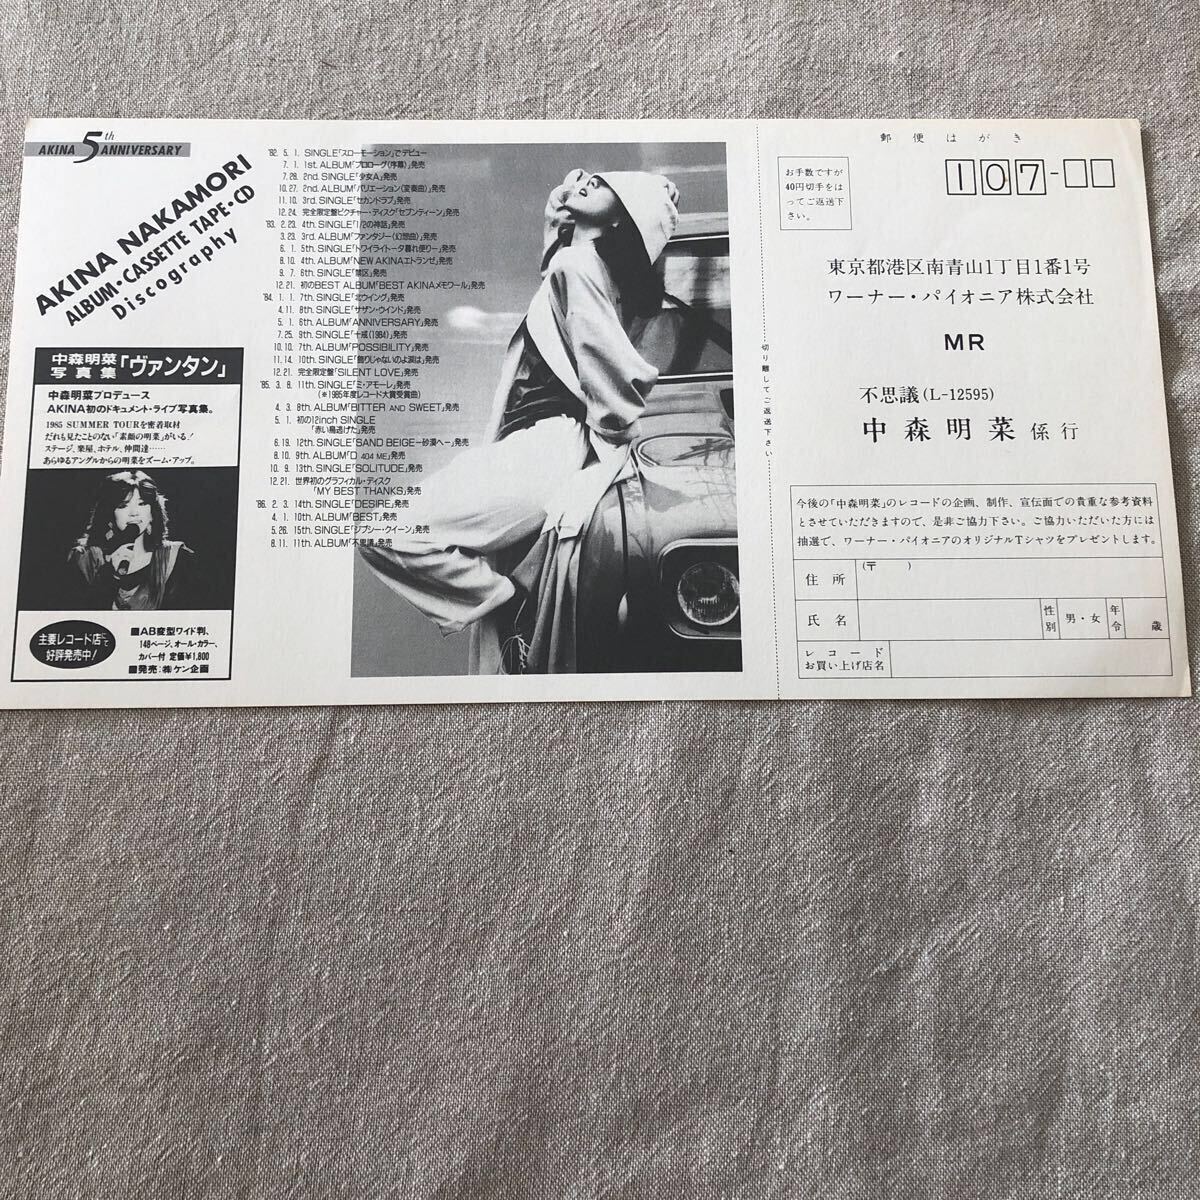 AKINA 5th ANNIVERSARY
AKINA NAKAMORI
ALBUM・CASSETTE TAPE・CD
Discography
中森明菜
写真集「ヴァンタン」
中森明菜プロデュース
AKINA初のドキュメント・ライブ写真集。
1985 SUMMER TOURを密着取材
だれも見たことのない「素顔の明菜」がいる!
ステージ、楽屋、ホテル、仲間達……
あらゆるアングルからの明菜をズーム・アップ。
主要レコード店で
好評発売中!
■AB変型ワイド判、
148ページ、オール・カラー、
カバー付 定価¥1,800
■発売:㈱ケン企画
'82. 5. 1. SINGLE「スローモーション」でデビュー
7. 1. 1st. ALBUM「プロローグ(序幕)」発売
7. 28. 2nd. SINGLE「少女A」発売
10. 27. 2nd. ALBUM「バリエーション(変奏曲)」発売
11. 10. 3rd. SINGLE「セカンドラブ」発売
12. 24. 完全限定盤ピクチャー・ディスク「セブンティーン」発売
'83. 2. 23. 4th. SINGLE「1/2の神話」発売
3. 23. 3rd. ALBUM「ファンタジー(幻想曲)」発売
6. 1. 5th. SINGLE「トワイライトー夕暮れ便りー」発売
8. 10. 4th. ALBUM「NEW AKINAエトランゼ」発売
9. 7. 6th. SINGLE「禁区」発売
12. 21. 初のBEST ALBUM「BEST AKINAメモワール」発売
'84. 1. 1. 7th. SINGLE「北ウイング」発売
4. 11. 8th. SINGLE「サザン・ウインド」発売
5. 1. 6th. ALBUM「ANNIVERSARY」発売
7. 25. 9th. SINGLE「十戒(1984)」発売
10. 10. 7th. ALBUM「POSSIBILITY」発売
11. 14. 10th. SINGLE「飾りじゃないのよ涙は」発売
12. 21. 完全限定盤「SILENT LOVE」発売
'85. 3. 8. 11th. SINGLE「ミ・アモーレ」発売
(※1985年度レコード大賞受賞曲)
4. 3. 8th. ALBUM「BITTER AND SWEET」発売
5. 1. 初の12inch SINGLE
「赤い鳥逃げた」発売
6. 19. 12th. SINGLE「SAND BEIGEー砂漠へー」発売
8. 10. 9th. ALBUM「D 404 ME」発売
10. 9. 13th. SINGLE「SOLITUDE」発売
12. 21. 世界初のグラフィカル・ディスク
「MY BEST THANKS」発売
'86. 2. 3. 14th. SINGLE「DESIRE」発売
4. 1. 10th. ALBUM「BEST」発売
5. 26. 15th. SINGLE「ジプシー・クイーン」発売
8. 11. 11th. ALBUM「不思議」発売
切り離してご返送下さい
郵便はがき
お手数ですが
40円切手をは
ってご返送下
さい。
107-
東京都港区南青山1丁目1番1号
ワーナー・パイオニア株式会社
MR
不思議(L-12595)
中森明菜 係行
今後の「中森明菜」のレコードの企画、制作、宣伝面での貴重な参考資料
とさせていただきますので、是非ご協力下さい。ご協力いただいた方には
抽選で、ワーナー・パイオニアのオリジナルTシャツをプレゼントします。
住所 (〒 )
氏名 性別 男・女 年令 歳
レコード
お買い上げ店名